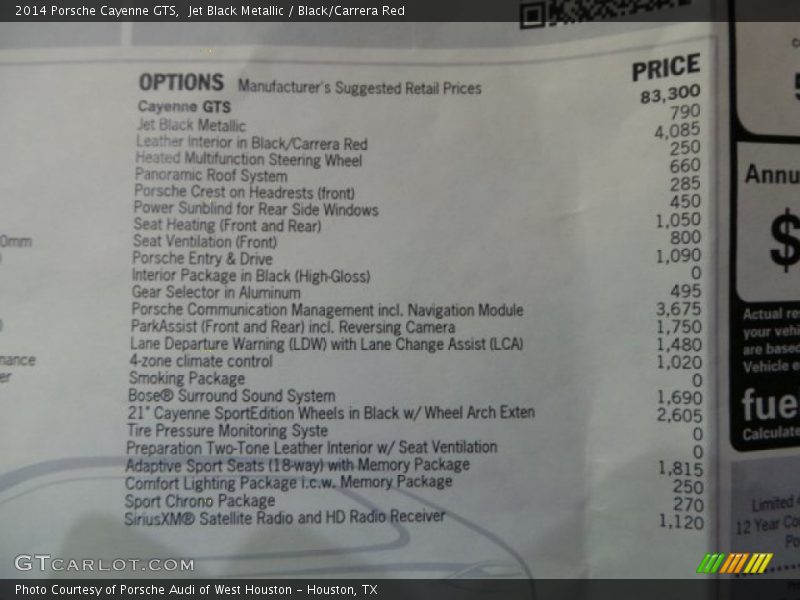 2014 Porsche Cayenne GTS,  Jet Black Metallic / Black/Carrera Red
OPTIONS Manufacturer's Suggested Retail Prices PRICE
Cayenne GTS 83,300
Jet Black Metallic 790
Leather Interior in Black/Carrera Red 4,085
Heated Multifunction Steering Wheel 250
Panoramic Roof System 660
Porsche Crest on Headrests (front) 285
Power Sunblind for Rear Side Windows 450
Seat Heating (Front and Rear) 1,050
Seat Ventilation (Front) 800
Porsche Entry & Drive 1,090
Interior Package in Black (High-Gloss) 0
Gear Selector in Aluminum 495
Porsche Communication Management incl. Navigation Module 3,675
ParkAssist (Front and Rear) incl. Reversing Camera 1,750
Lane Departure Warning (LDW) with Lane Change Assist (LCA) 1,480
4-zone climate control 1,020
Smoking Package 0
Bose® Surround Sound System 1,690
21" Cayenne SportEdition Wheels in Black w/ Wheel Arch Exten 2,605
Tire Pressure Monitoring Syste 0
Preparation Two-Tone Leather Interior w/ Seat Ventilation 0
Adaptive Sport Seats (18-way) with Memory Package 1,815
Comfort Lighting Package i.c.w. Memory Package 250
Sport Chrono Package 270
SiriusXM® Satellite Radio and HD Radio Receiver 1,120
0mm
nance
er
Annu
$
Actual re
your vehi
are based
Vehicle e
fue
Calculate
Limited
12 Year Co
Po
GTCARLOT.COM
Photo Courtesy of Porsche Audi of West Houston – Houston, TX